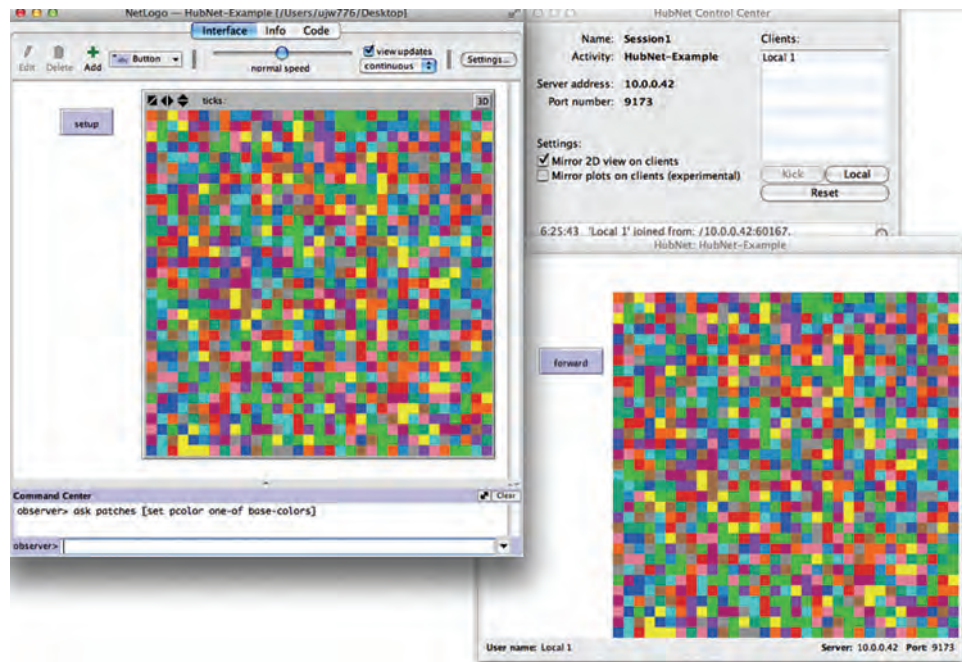 NetLogo — HubNet-Example {/Users/ujw776/Desktop}
Interface Info Code
Edit Delete Add
abc Button
normal speed
view updates
continuous
Settings...
setup
ticks:
3D
Command Center
Clear
observer> ask patches [set pcolor one-of base-colors]
observer>
HubNet Control Center
Name: Session1
Activity: HubNet-Example
Server address: 10.0.0.42
Port number: 9173
Clients:
Local 1
Settings:
Mirror 2D view on clients
Mirror plots on clients (experimental)
Kick Local
Reset
6:25:43 'Local 1' joined from: /10.0.0.42:60167.
HubNet: HubNet-Example
forward
User name: Local 1
Server: 10.0.0.42 Port: 9173